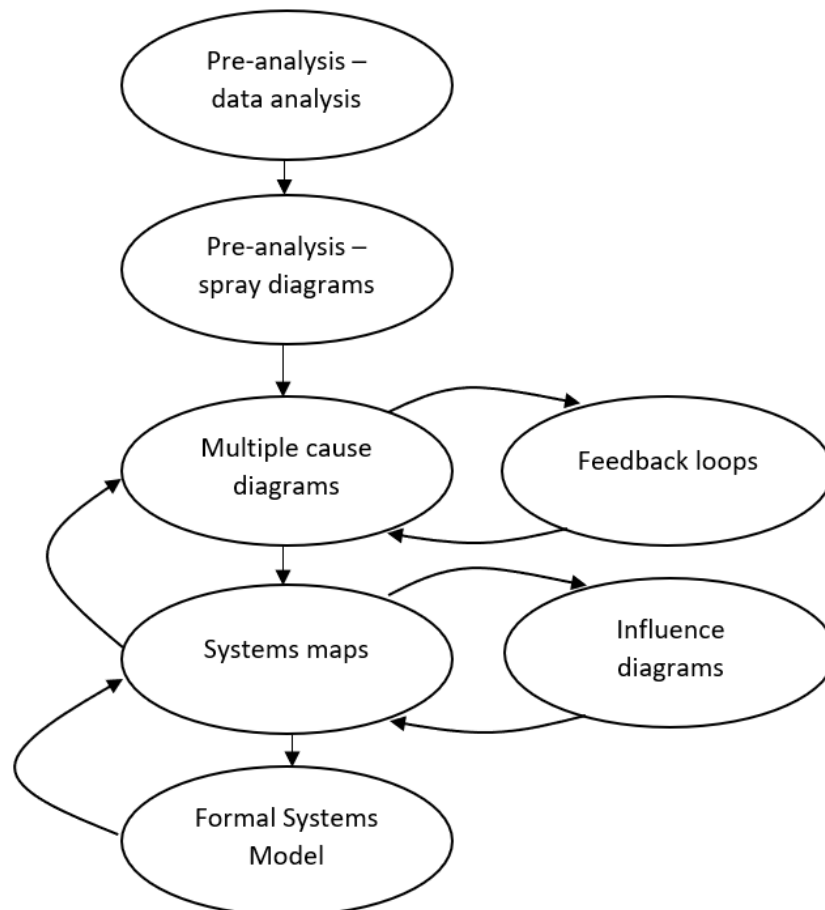 Pre-analysis –
data analysis
Pre-analysis –
spray diagrams
Multiple cause
diagrams
Feedback loops
Systems maps
Influence
diagrams
Formal Systems
Model